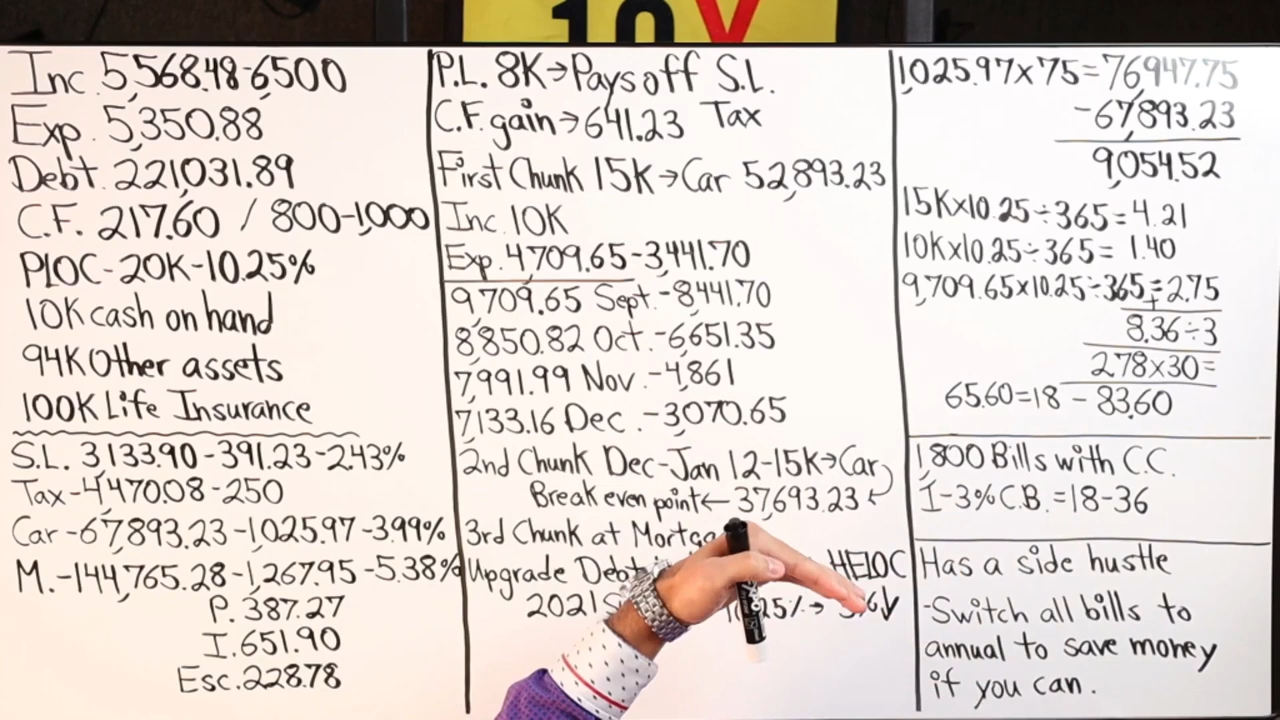 10X
Inc. 5,568.48-6,500
Exp. 5,350.88
Debt. 221,031.89
C.F. 217.60 / 800-1,000
PLOC-20K-10.25%
10K cash on hand
94K Other assets
100K Life Insurance
S.L. 3,133.90-391.23-2.43%
Tax-4,470.08-250
Car-67,893.23-1,025.97-3.99%
M.-144,765.28-1,267.95-5.38%
P. 387.27
I. 651.90
Esc. 228.78
P.L. 8K→Pays off S.L.
C.F. gain→641.23 Tax
First Chunk 15K→Car 52,893.23
Inc. 10K
Exp. 4,709.65-3,441.70
9,709.65 Sept.-8,441.70
8,850.82 Oct.-6,651.35
7,991.99 Nov.-4,861
7,133.16 Dec.-3,070.65
2nd Chunk Dec-Jan 12-15K→Car
Break even point←37,693.23
3rd Chunk at
Upgrade HELOC
2021
1,025.97x75=76,947.75
-67,893.23
9,054.52
15Kx10.25÷365=4.21
10Kx10.25÷365= 1.40
9,709.65x10.25÷365=2.75
+
8.36÷3
2.78x30=
65.60=18-83.60
1,800 Bills with C.C.
1-3% C.B.=18-36
Has a side hustle
-Switch all bills to
annual to save money
if you can.